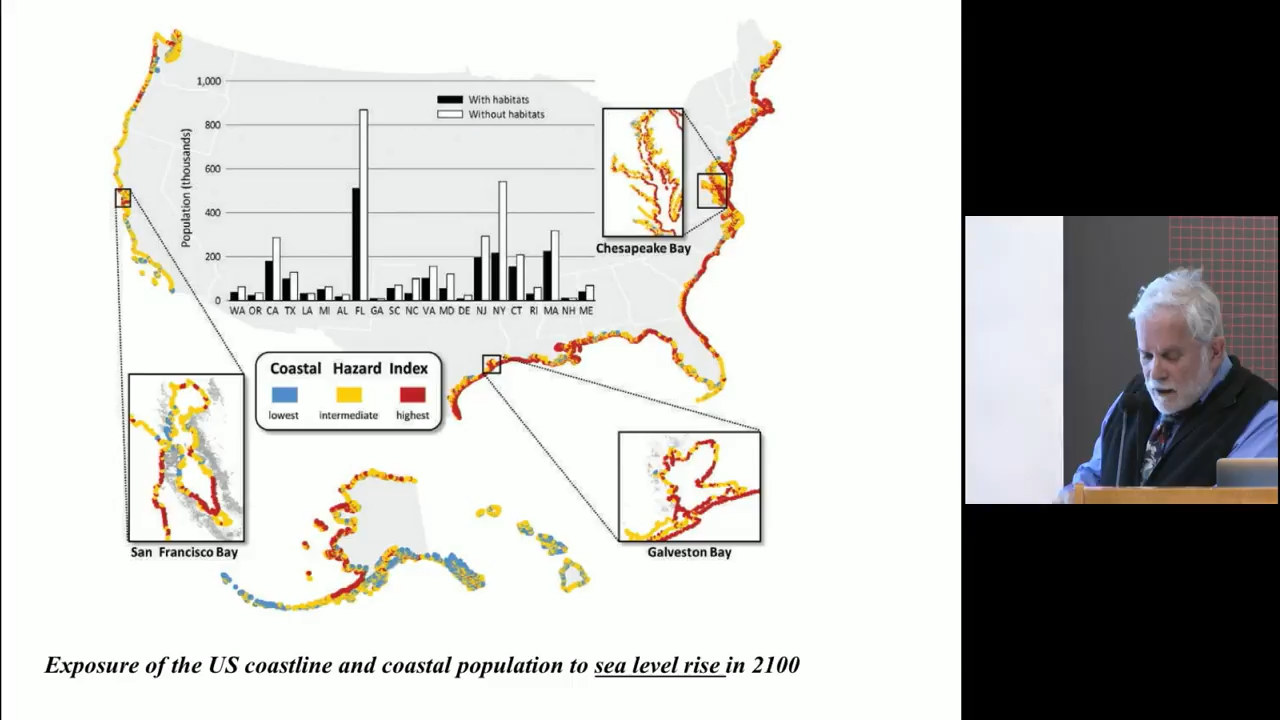 1,000
800
600
400
200
0
Population (thousands)
With habitats
Without habitats
WA OR CA TX LA MI AL FL GA SC NC VA MD DE NJ NY CT RI MA NH ME
Chesapeake Bay
Coastal Hazard Index
lowest intermediate highest
San Francisco Bay
Galveston Bay
Exposure of the US coastline and coastal population to sea level rise in 2100